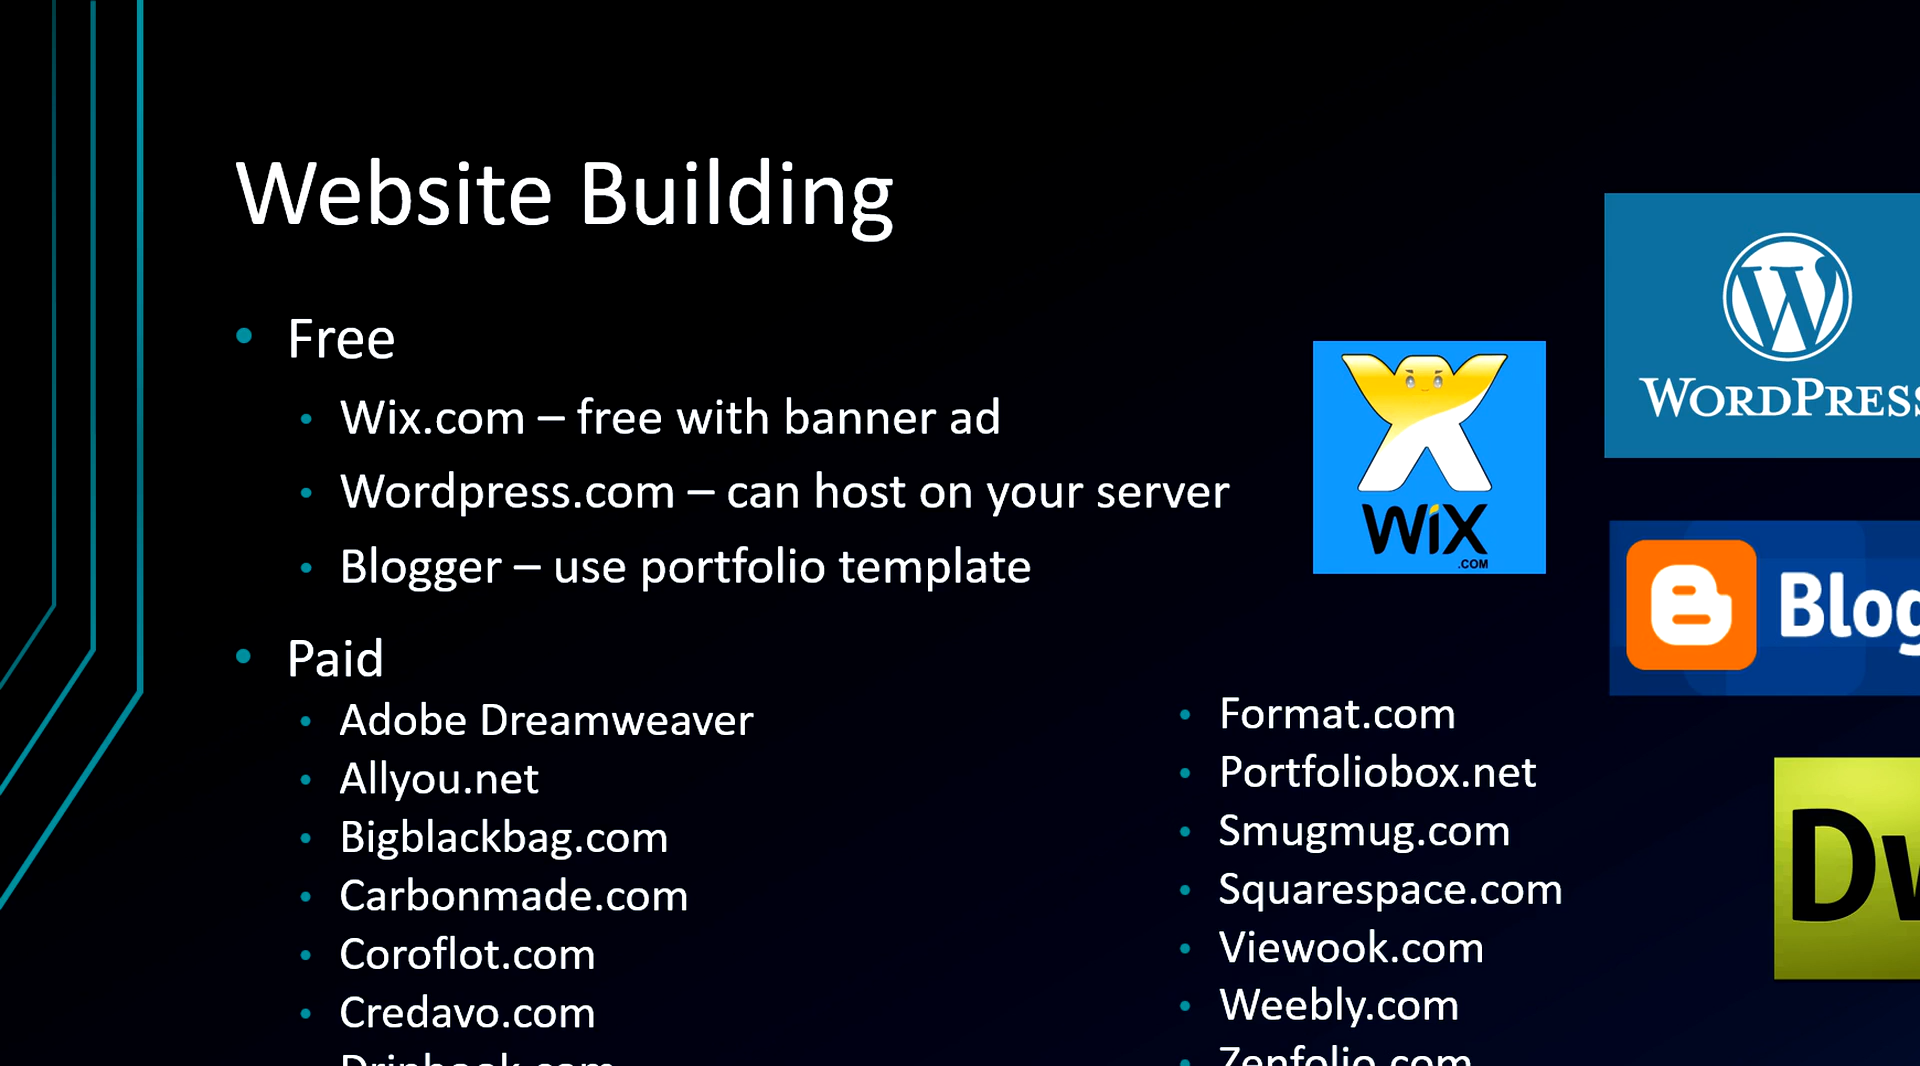 Website Building
Free
Wix.com – free with banner ad
Wordpress.com – can host on your server
Blogger – use portfolio template
Paid
Adobe Dreamweaver
Allyou.net
Bigblackbag.com
Carbonmade.com
Coroflot.com
Credavo.com
Format.com
Portfoliobox.net
Smugmug.com
Squarespace.com
Viewook.com
Weebly.com
Zenfolio.com
WiX
.COM
WORDPRESS
Blog
Dw